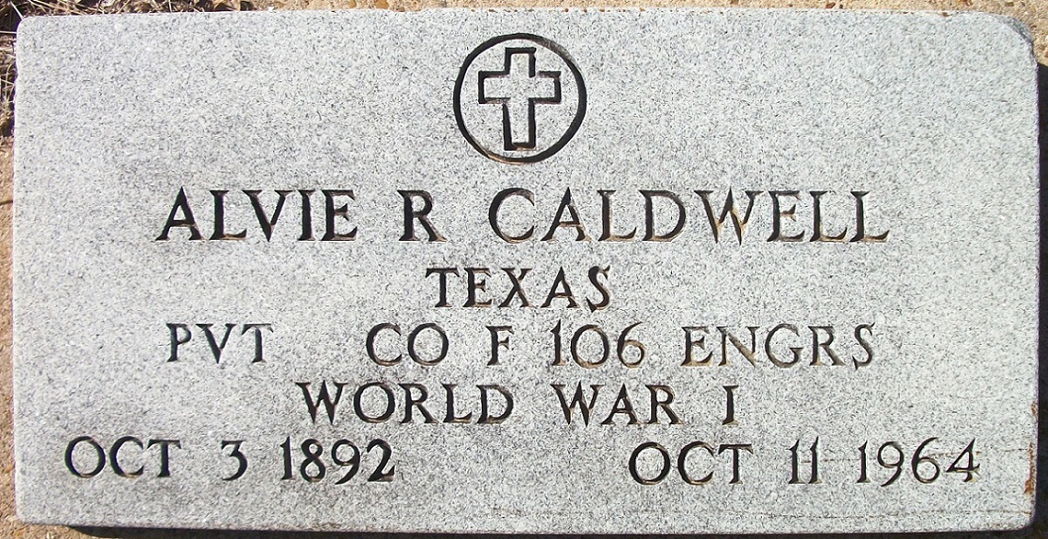 ALVIE R CALDWELL
TEXAS
PVT CO F 106 ENGRS
WORLD WAR I
OCT 3 1892 OCT 11 1964